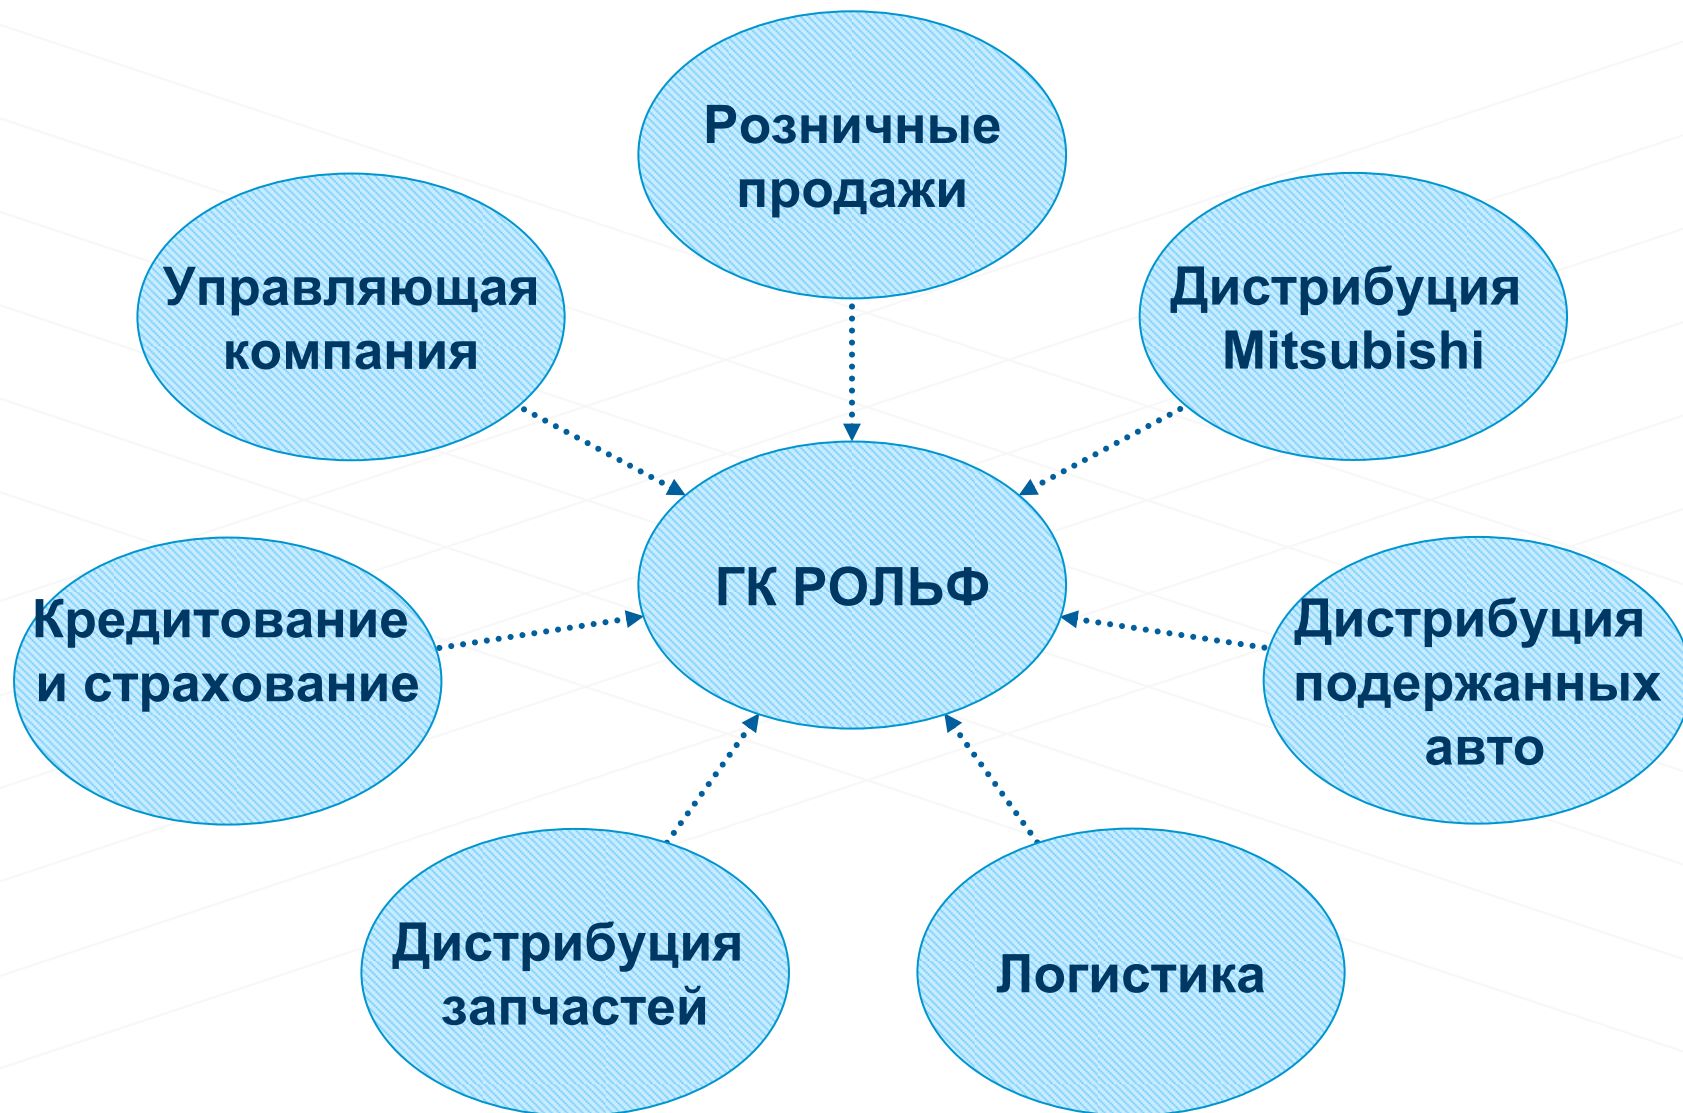 Розничные
продажи
Управляющая
компания
Дистрибуция
Mitsubishi
ГК РОЛЬФ
Кредитование
и страхование
Дистрибуция
подержанных
авто
Дистрибуция
запчастей
Логистика